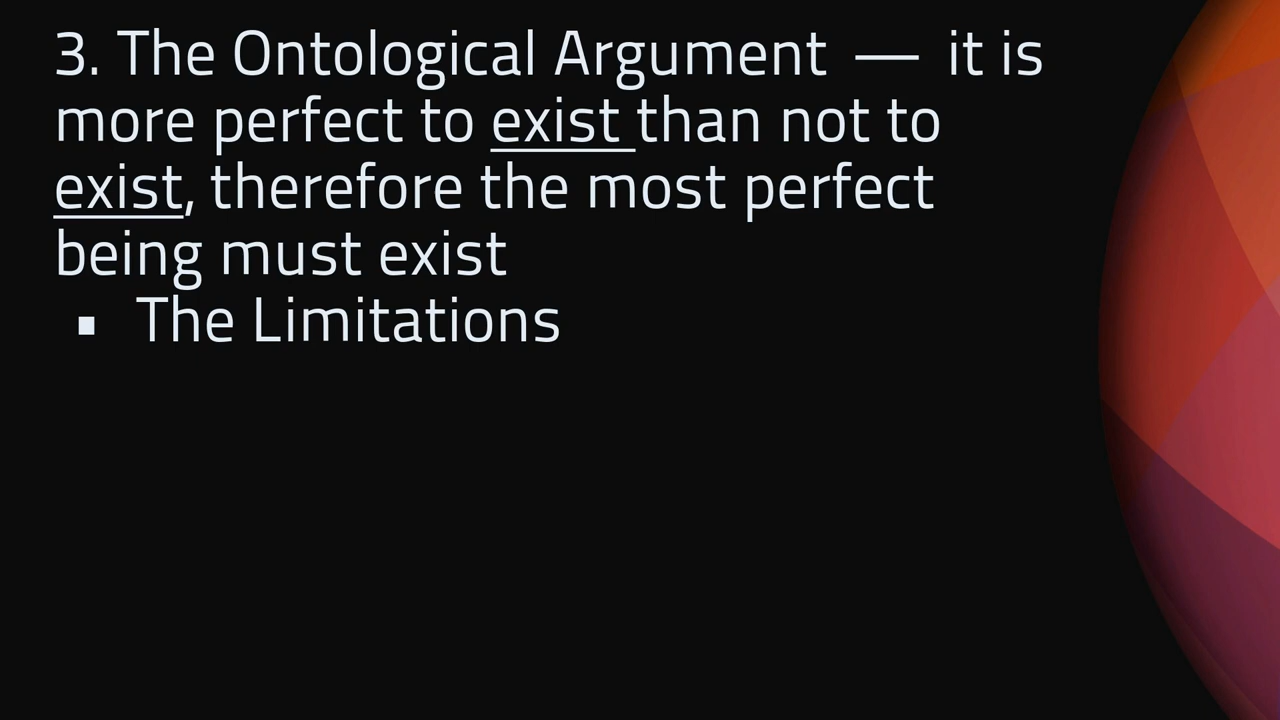 3. The Ontological Argument — it is
more perfect to exist than not to
exist, therefore the most perfect
being must exist
▪ The Limitations